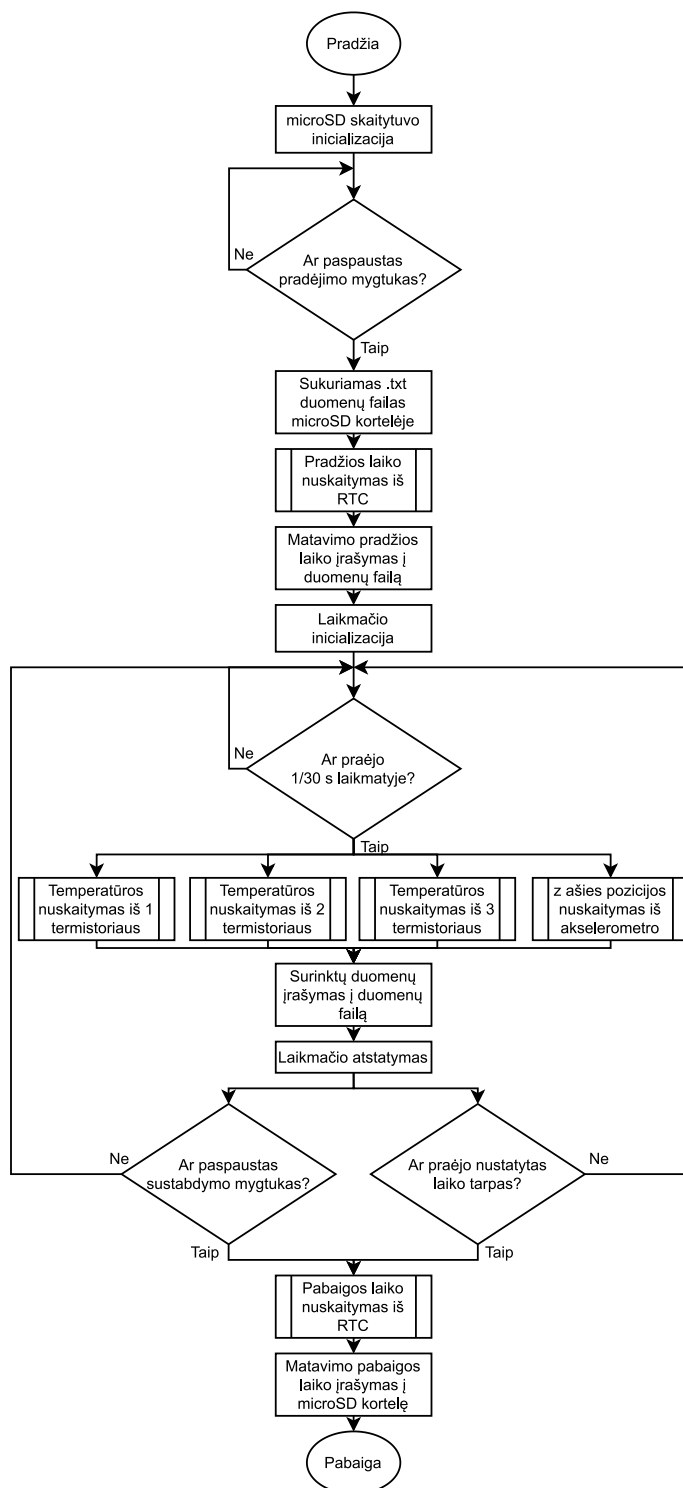 Pradžia
microSD skaitytuvo
inicializacija
Ne
Ar paspaustas
pradėjimo mygtukas?
Taip
Sukuriamas .txt
duomenų failas
microSD kortelėje
Pradžios laiko
nuskaitymas iš
RTC
Matavimo pradžios
laiko įrašymas į
duomenų failą
Laikmačio
inicializacija
Ne
Ar praėjo
1/30 s laikmatyje?
Taip
Temperatūros
nuskaitymas iš 1
termistoriaus
Temperatūros
nuskaitymas iš 2
termistoriaus
Temperatūros
nuskaitymas iš 3
termistoriaus
z ašies pozicijos
nuskaitymas iš
akselerometro
Surinktų duomenų
įrašymas į duomenų
failą
Laikmačio atstatymas
Ne
Ar paspaustas
sustabdymo mygtukas?
Taip
Ar praėjo nustatytas
laiko tarpas?
Ne
Taip
Pabaigos laiko
nuskaitymas iš
RTC
Matavimo pabaigos
laiko įrašymas į
microSD kortelę
Pabaiga